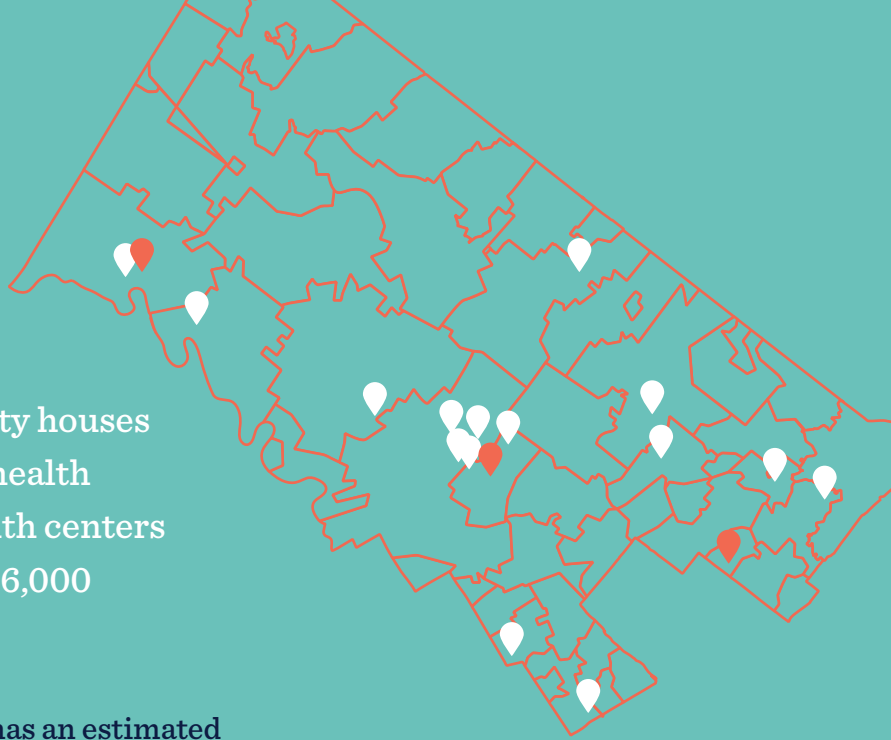 ty houses
health
th centers
6,000
has an estimated